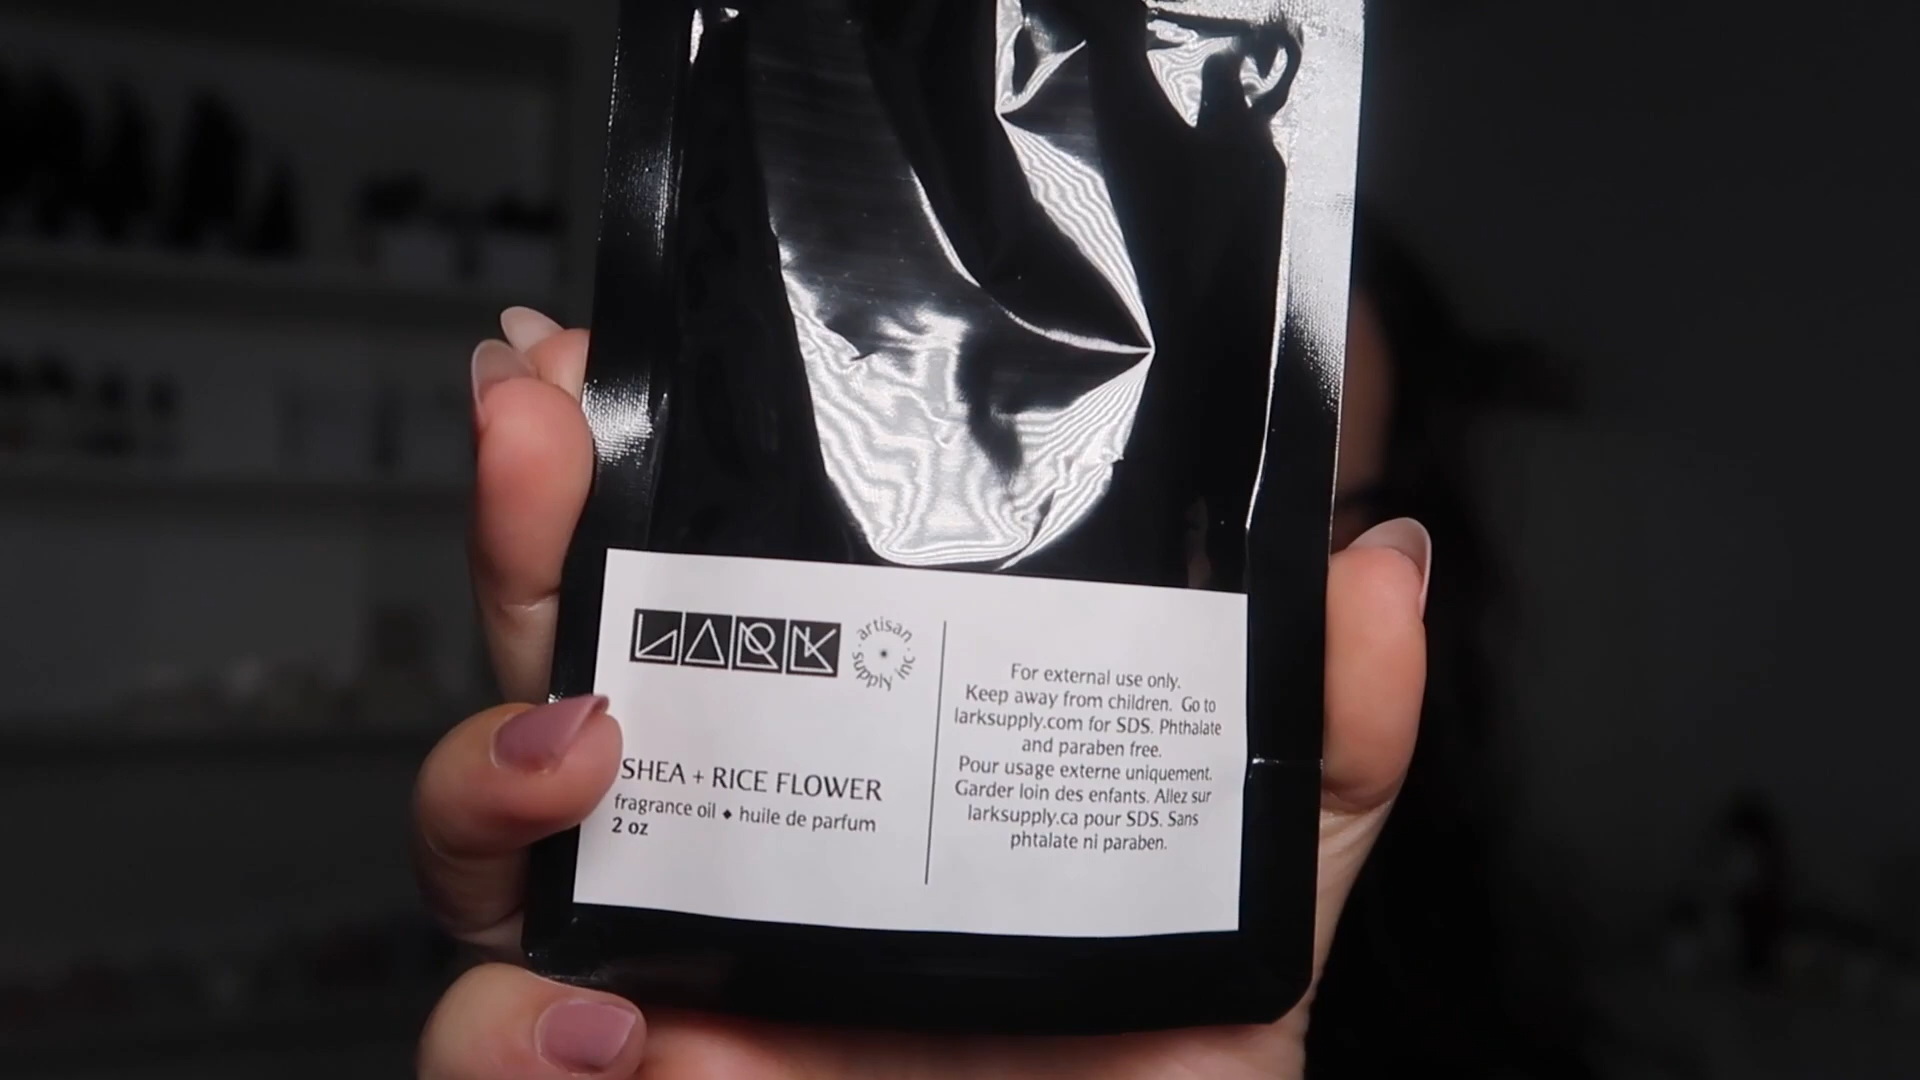 LARK
artisan supply inc
SHEA + RICE FLOWER
fragrance oil ◆ huile de parfum
2 oz
For external use only.
Keep away from children. Go to
larksupply.com for SDS. Phthalate
and paraben free.
Pour usage externe uniquement.
Garder loin des enfants. Allez sur
larksupply.ca pour SDS. Sans
phtalate ni paraben.